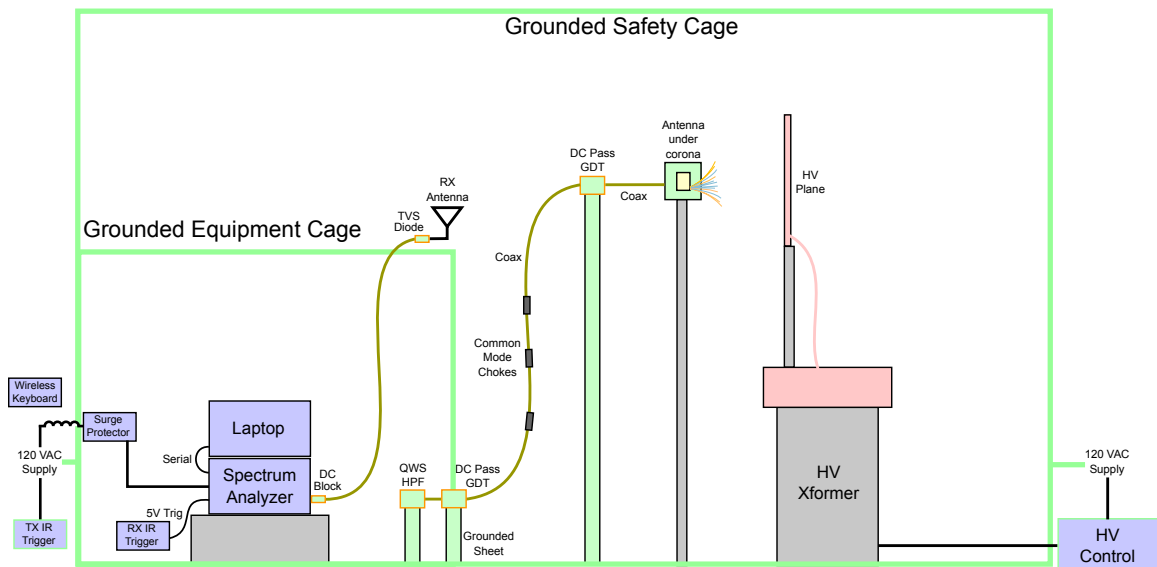 Grounded Safety Cage
Antenna
under
corona
DC Pass
GDT
HV
Plane
RX
Antenna
TVS
Diode
Coax
Grounded Equipment Cage
Coax
Common
Mode
Chokes
Wireless
Keyboard
Surge
Protector
Laptop
120 VAC
Supply
Serial
Spectrum
Analyzer
DC
Block
QWS
HPF
DC Pass
GDT
HV
Xformer
120 VAC
Supply
5V Trig
TX IR
Trigger
RX IR
Trigger
Grounded
Sheet
HV
Control